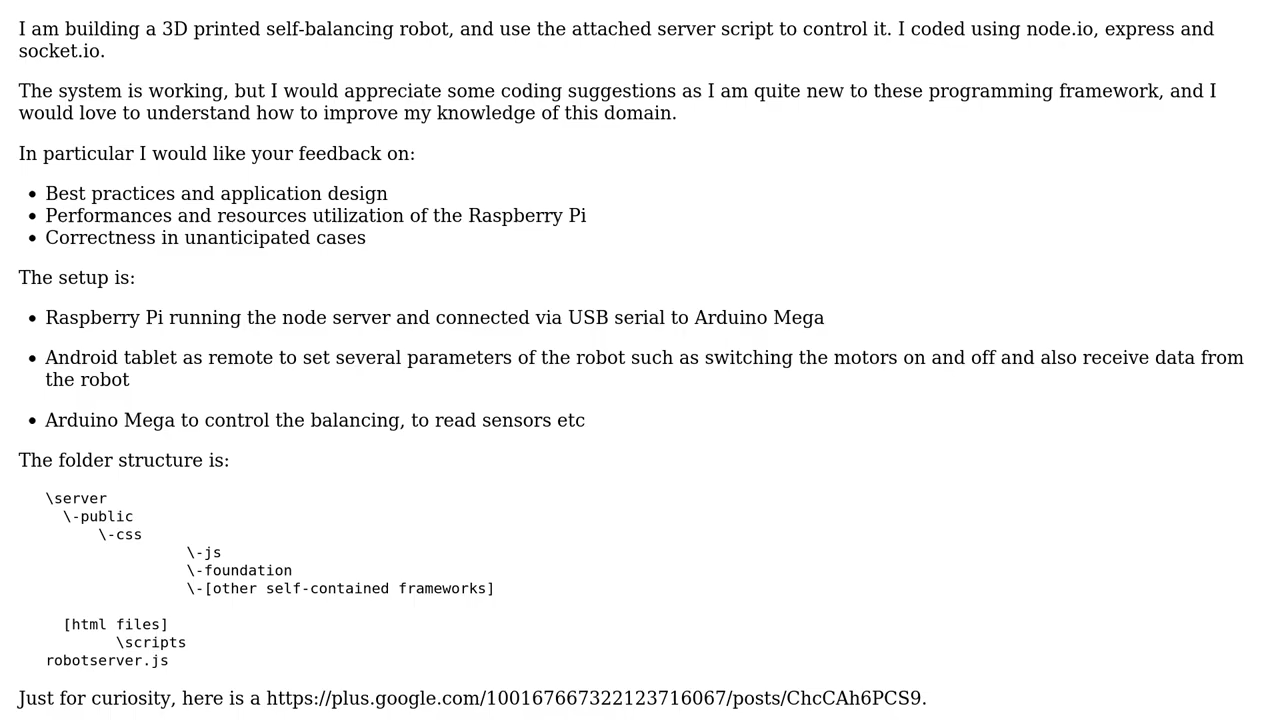 I am building a 3D printed self-balancing robot, and use the attached server script to control it. I coded using node.io, express and
socket.io.
The system is working, but I would appreciate some coding suggestions as I am quite new to these programming framework, and I
would love to understand how to improve my knowledge of this domain.
In particular I would like your feedback on:
• Best practices and application design
• Performances and resources utilization of the Raspberry Pi
• Correctness in unanticipated cases
The setup is:
• Raspberry Pi running the node server and connected via USB serial to Arduino Mega
• Android tablet as remote to set several parameters of the robot such as switching the motors on and off and also receive data from
the robot
• Arduino Mega to control the balancing, to read sensors etc
The folder structure is:
\server
  \-public
      \-css
                \-js
                \-foundation
                \-[other self-contained frameworks]
  [html files]
        \scripts
robotserver.js
Just for curiosity, here is a https://plus.google.com/100167667322123716067/posts/ChcCAh6PCS9.